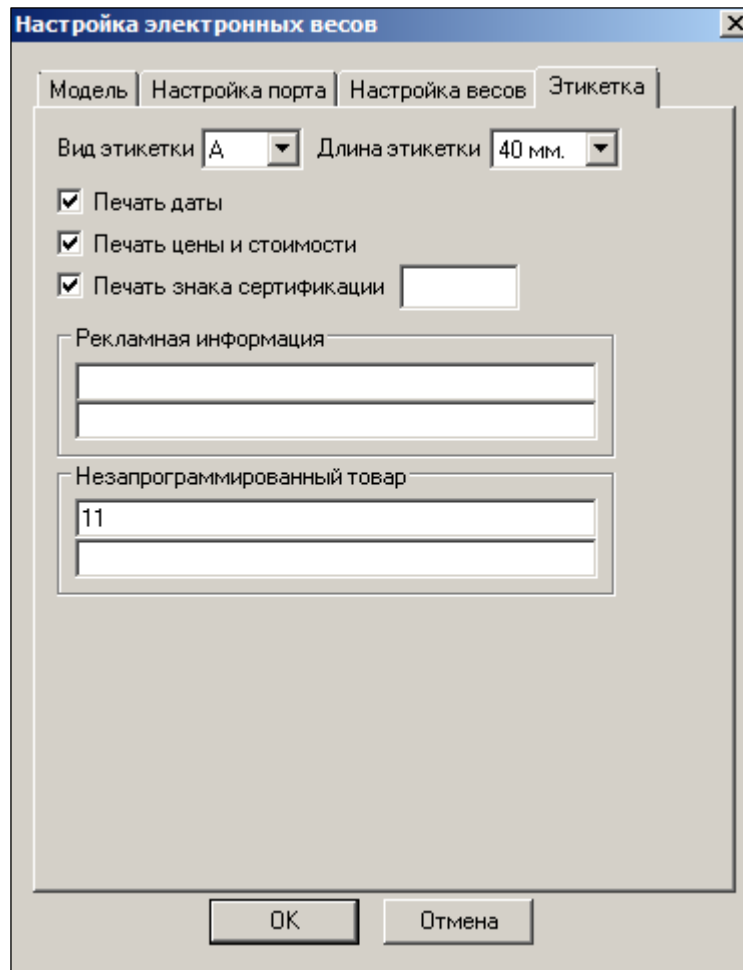 Настройка электронных весов
Модель Настройка порта Настройка весов Этикетка
Вид этикетки А Длина этикетки 40 мм.
Печать даты
Печать цены и стоимости
Печать знака сертификации
Рекламная информация
Незапрограммированный товар
11
OK Отмена